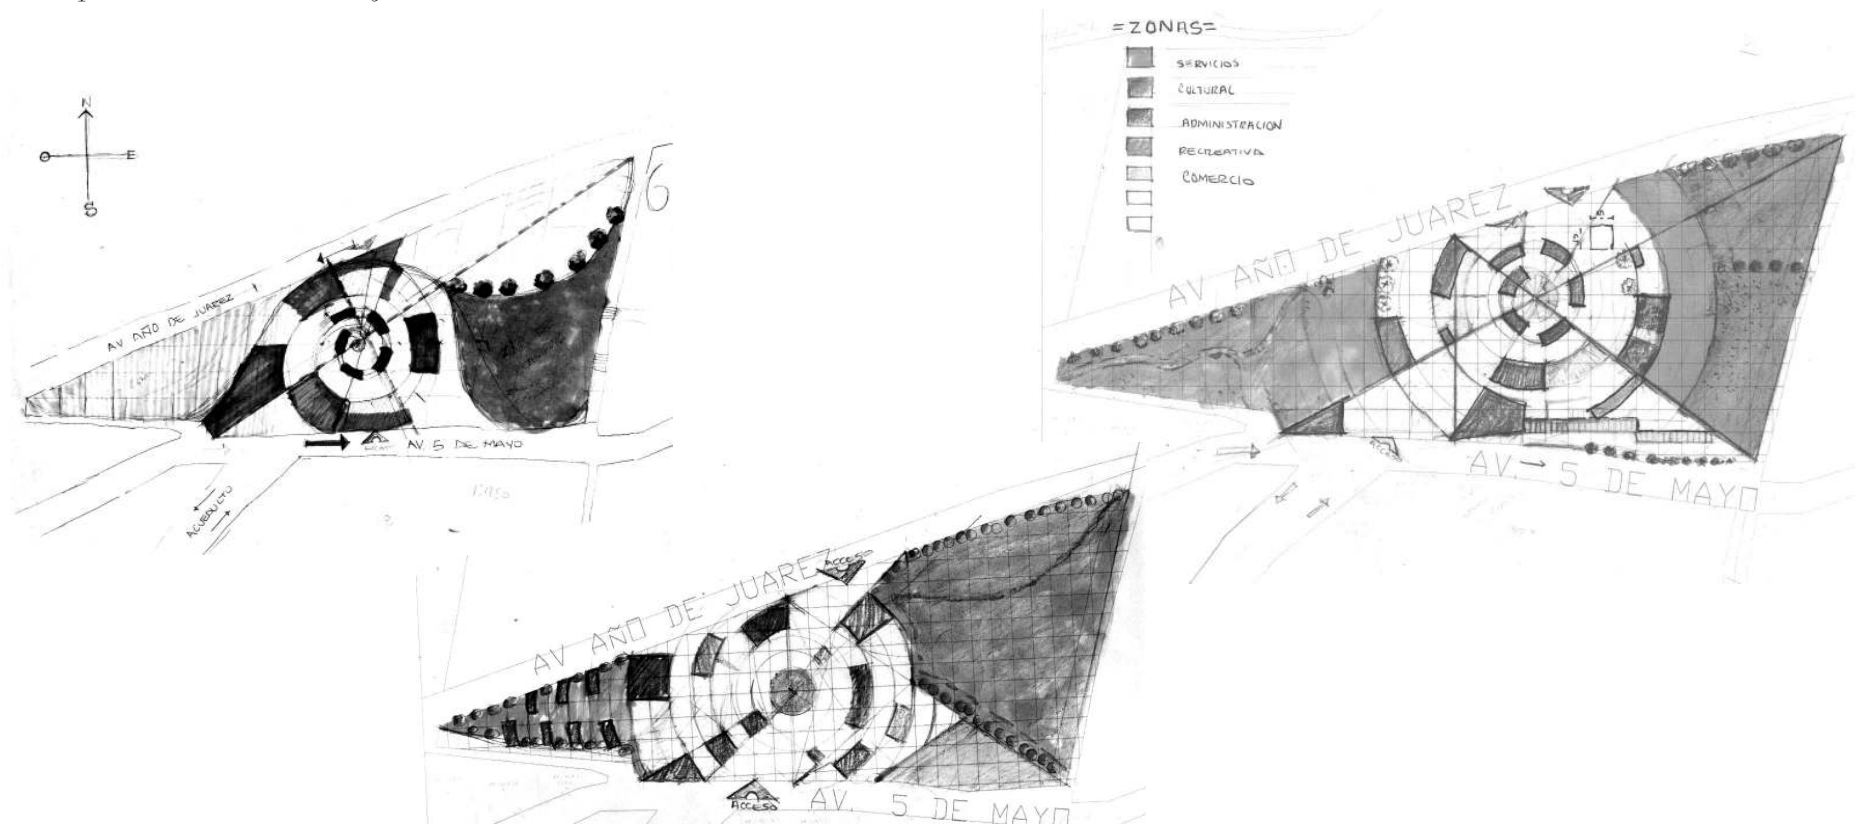 N
O E
S
6
AV AÑO DE JUAREZ
AV. 5 DE MAYO
ACUEDUCTO
=ZONAS=
SERVICIOS
CULTURAL
ADMINISTRACION
RECREATIVA
COMERCIO
AV AÑO DE JUAREZ
ACCESO
AV. → 5 DE MAYO
AV AÑO DE JUAREZ
ACCESO
ACCESO
AV. 5 DE MAYO